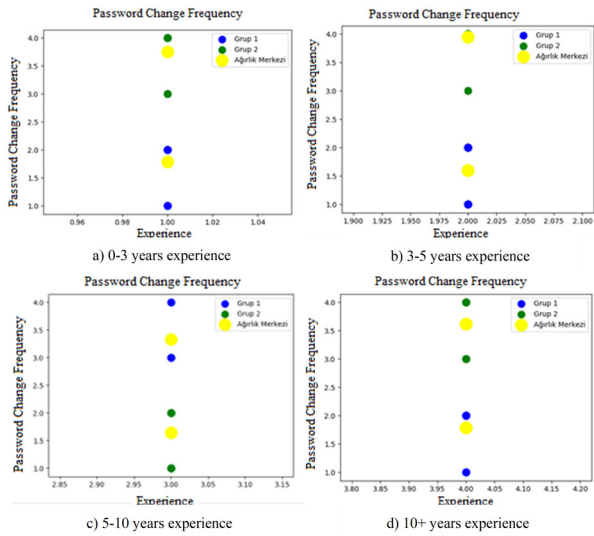 Password Change Frequency
Password Change Frequency
4.0
3.5
3.0
2.5
2.0
1.5
1.0
Grup 1
Grup 2
Ağırlık Merkezi
0.96 0.98 1.00 1.02 1.04
Experience
a) 0-3 years experience
Password Change Frequency
Password Change Frequency
4.0
3.5
3.0
2.5
2.0
1.5
1.0
Grup 1
Grup 2
Ağırlık Merkezi
1.900 1.925 1.950 1.975 2.000 2.025 2.050 2.075 2.100
Experience
b) 3-5 years experience
Password Change Frequency
Password Change Frequency
4.0
3.5
3.0
2.5
2.0
1.5
1.0
Grup 1
Grup 2
Ağırlık Merkezi
2.85 2.90 2.95 3.00 3.05 3.10 3.15
Experience
c) 5-10 years experience
Password Change Frequency
Password Change Frequency
4.0
3.5
3.0
2.5
2.0
1.5
1.0
Grup 1
Grup 2
Ağırlık Merkezi
3.80 3.85 3.90 3.95 4.00 4.05 4.10 4.15 4.20
Experience
d) 10+ years experience